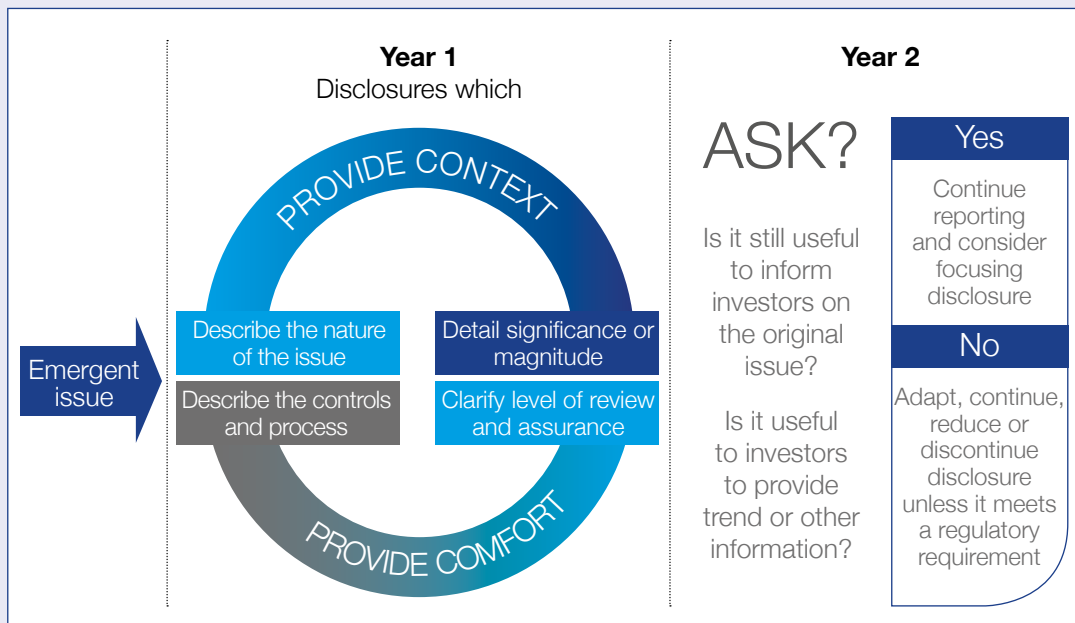 Emergent
issue
Year 1
Disclosures which
PROVIDE CONTEXT
Describe the nature
of the issue
Detail significance or
magnitude
Describe the controls
and process
Clarify level of review
and assurance
PROVIDE COMFORT
Year 2
ASK?
Is it still useful
to inform
investors on
the original
issue?
Is it useful
to investors
to provide
trend or other
information?
Yes
Continue
reporting
and consider
focusing
disclosure
No
Adapt, continue,
reduce or
discontinue
disclosure
unless it meets
a regulatory
requirement